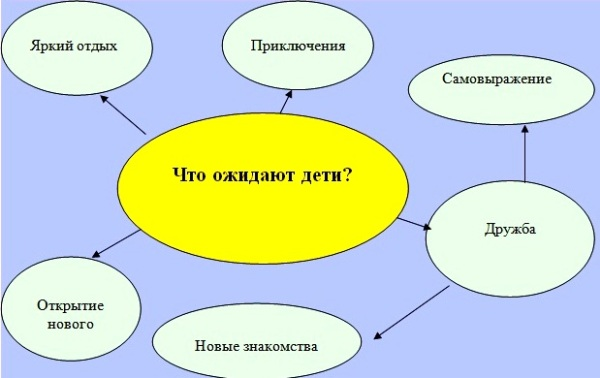 Яркий отдых
Приключения
Самовыражение
Что ожидают дети?
Дружба
Открытие
нового
Новые знакомства